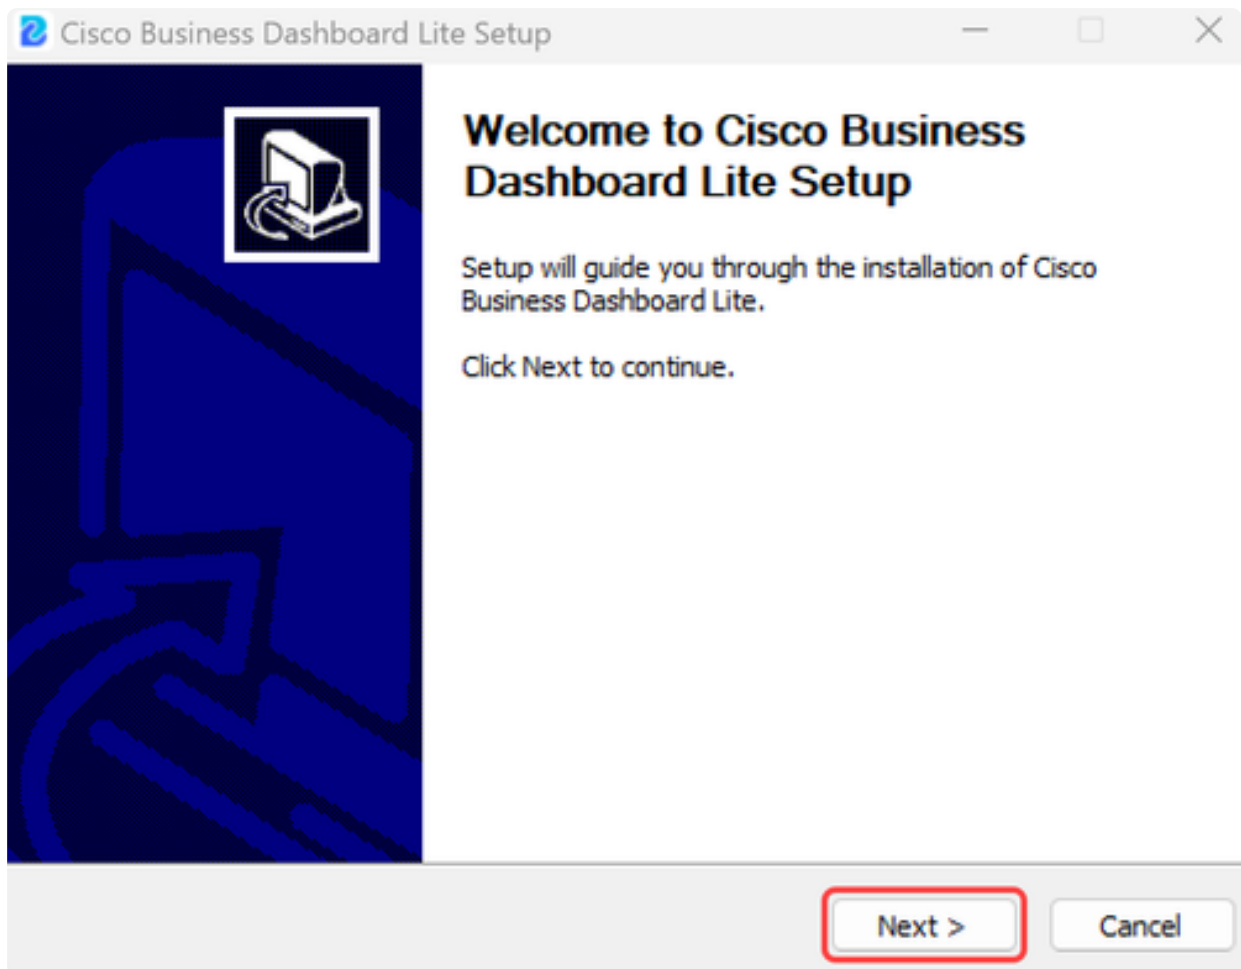 Cisco Business Dashboard Lite Setup
Welcome to Cisco Business
Dashboard Lite Setup
Setup will guide you through the installation of Cisco
Business Dashboard Lite.
Click Next to continue.
Next >
Cancel